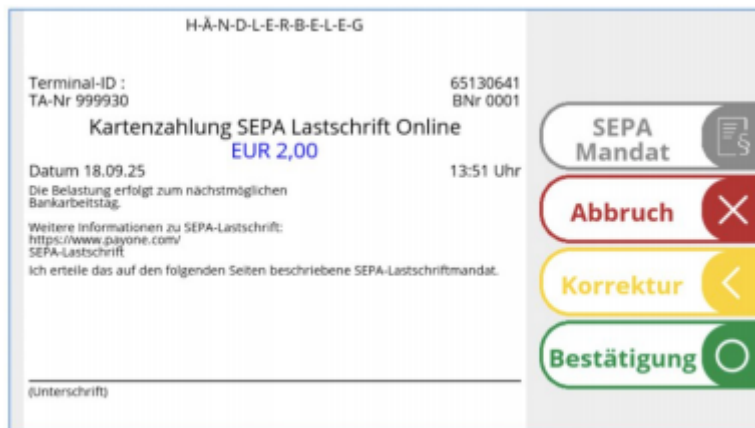 H-Ä-N-D-L-E-R-B-E-L-E-G
Terminal-ID : 65130641
TA-Nr 999930 BNr 0001
Kartenzahlung SEPA Lastschrift Online
EUR 2,00
Datum 18.09.25 13:51 Uhr
Die Belastung erfolgt zum nächstmöglichen
Bankarbeitstag.
Weitere Informationen zu SEPA-Lastschrift:
https://www.payone.com/
SEPA-Lastschrift
Ich erteile das auf den folgenden Seiten beschriebene SEPA-Lastschriftmandat.
(Unterschrift)
SEPA
Mandat
Abbruch
Korrektur
Bestätigung